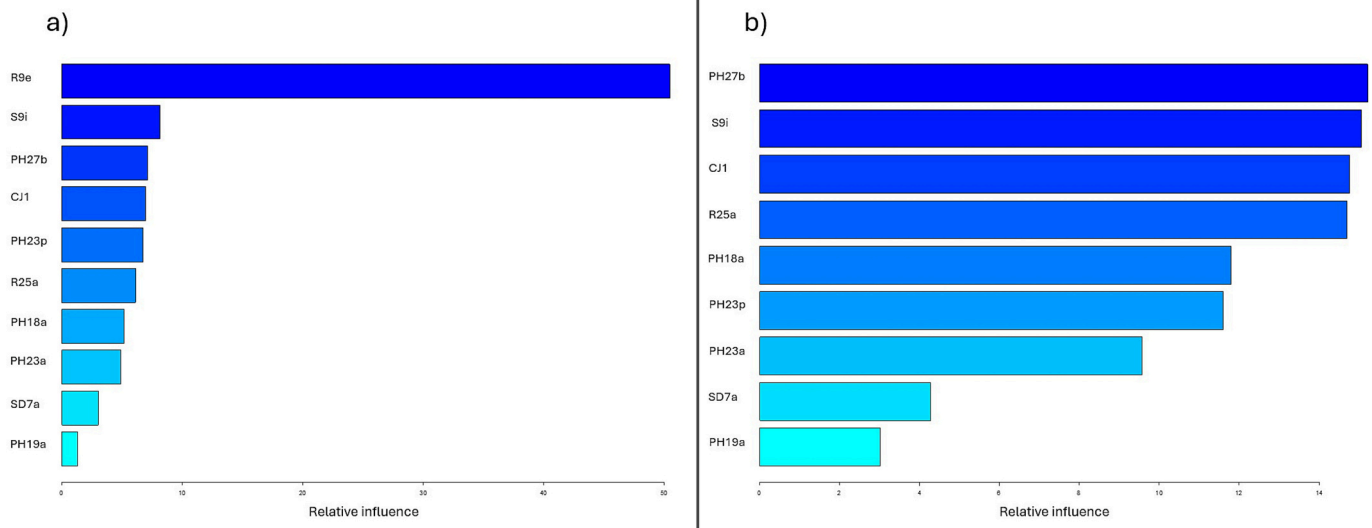 a)
R9e
S9i
PH27b
CJ1
PH23p
R25a
PH18a
PH23a
SD7a
PH19a
0 10 20 30 40 50
Relative influence
b)
PH27b
S9i
CJ1
R25a
PH18a
PH23p
PH23a
SD7a
PH19a
0 2 4 6 8 10 12 14
Relative influence